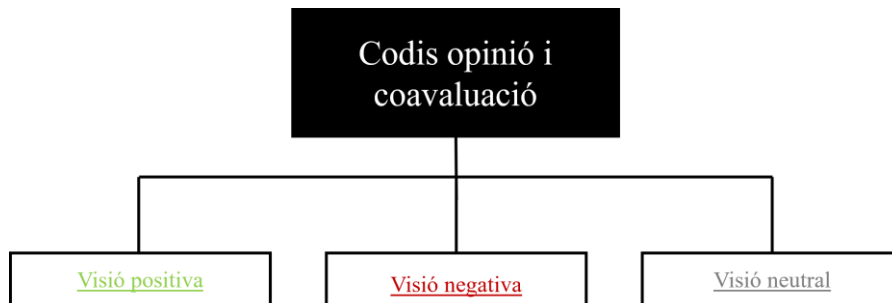 Codis opinió i
coavaluació
Visió positiva
Visió negativa
Visió neutral